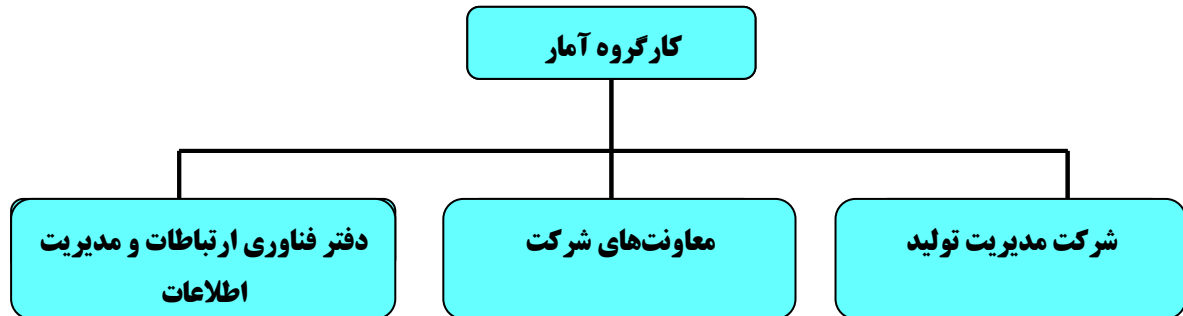 کارگروه آمار
شرکت مدیریت تولید
معاونت‌های شرکت
دفتر فناوری ارتباطات و مدیریت
اطلاعات